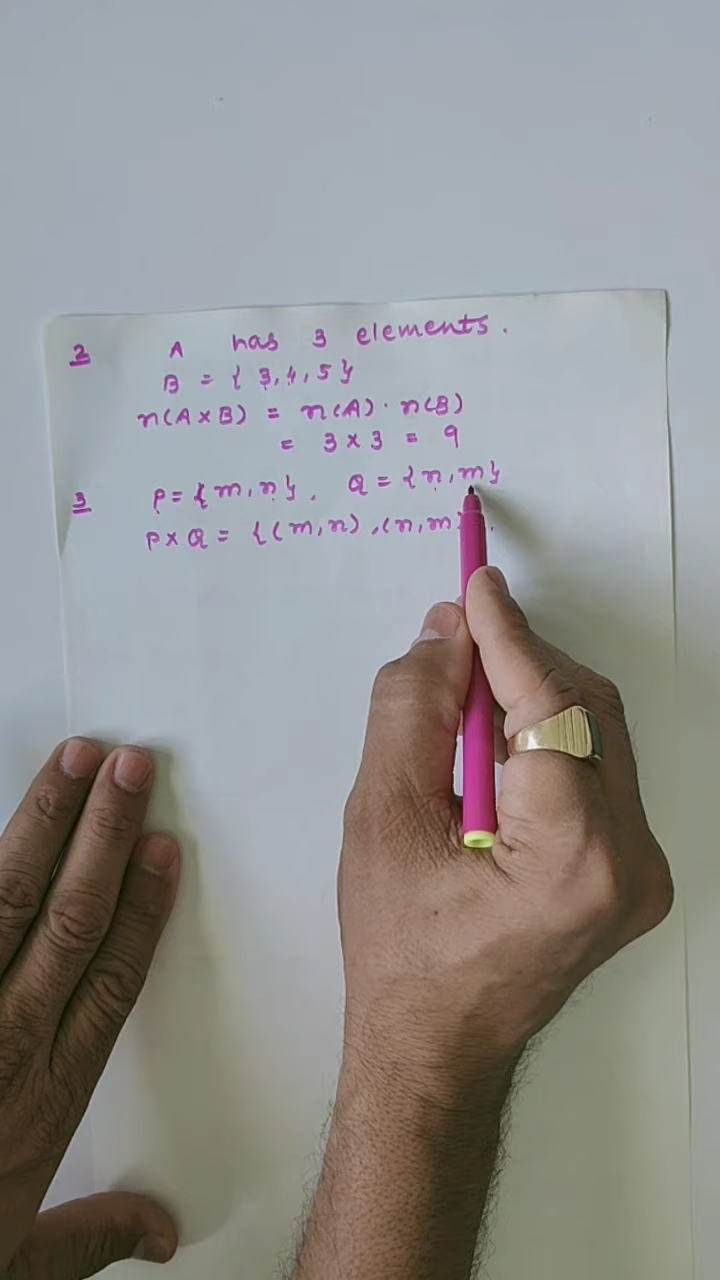 2 A has 3 elements.
B = { 3,4,5}
n(A×B) = n(A) · n(B)
= 3 × 3 = 9
3 P = {m,n}, Q = {n,m}
P×Q = {(m,n),(n,m)